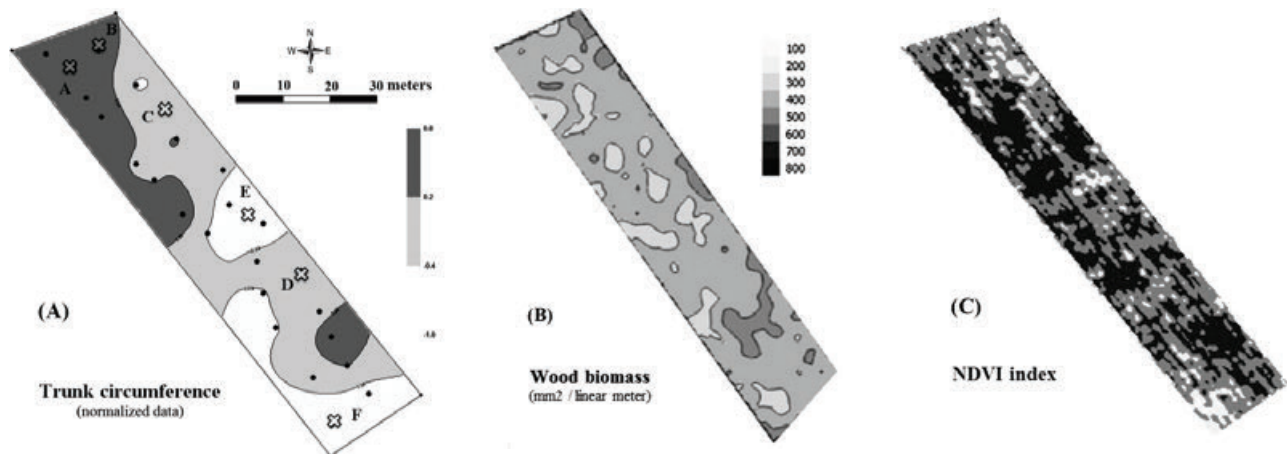 N
W E
S
0 10 20 30 meters
B
A
C
E
D
F
0.2
-0.4
-1.0
(A)
Trunk circumference
(normalized data)
100
200
300
400
500
600
700
800
(B)
Wood biomass
(mm2 / linear meter)
(C)
NDVI index